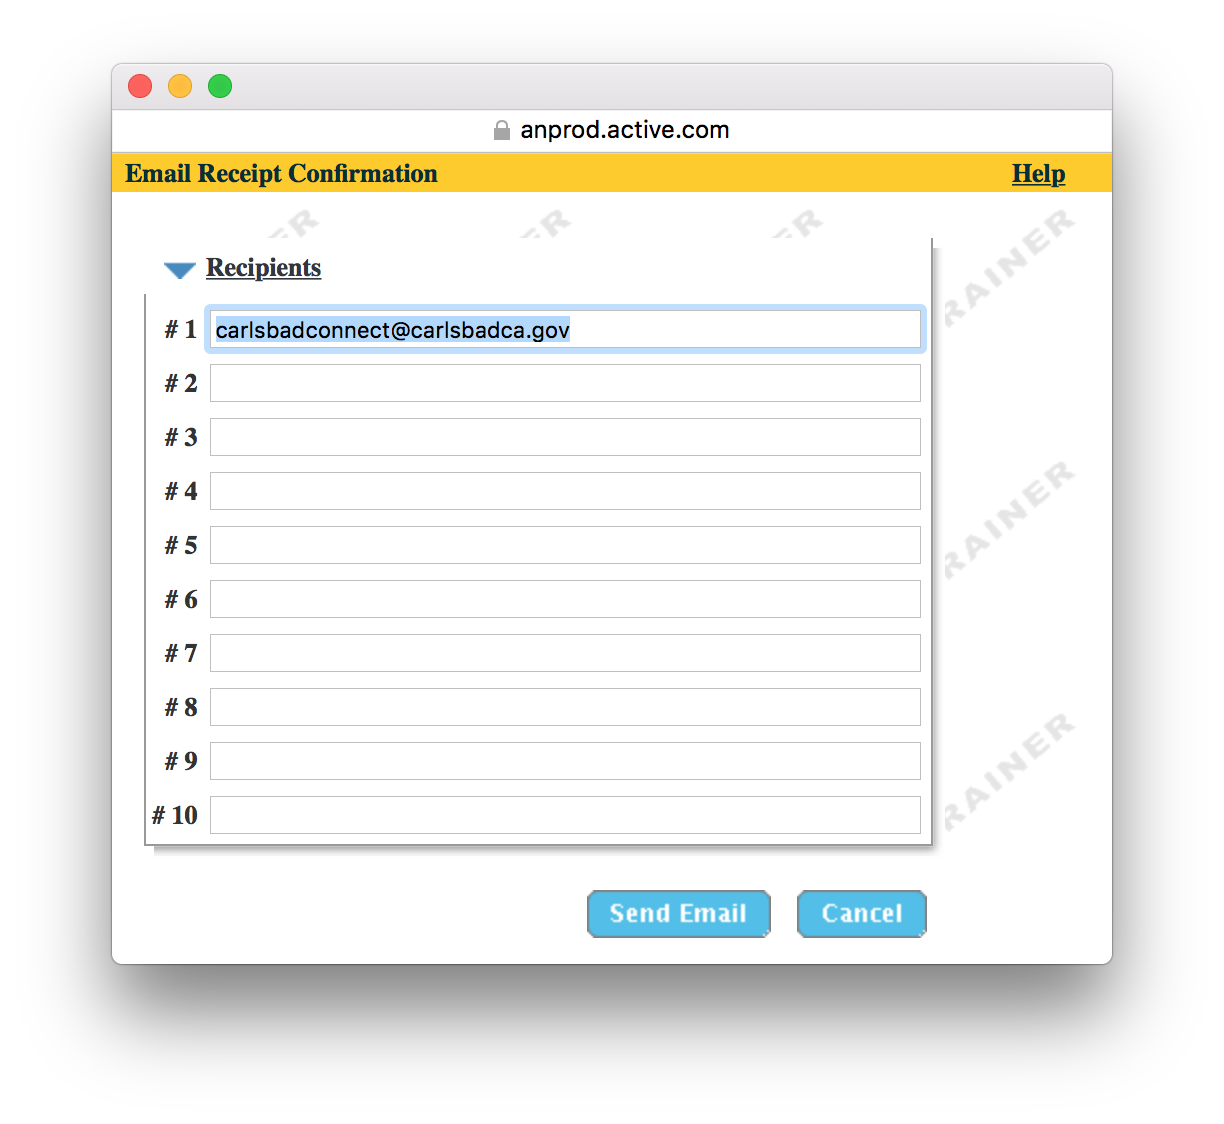 anprod.active.com
Email Receipt Confirmation Help
ER ER ER RAINER
Recipients
# 1 carlsbadconnect@carlsbadca.gov
# 2
# 3
# 4
RAINER
# 5
# 6
# 7
# 8
RAINER
# 9
# 10
Send Email Cancel